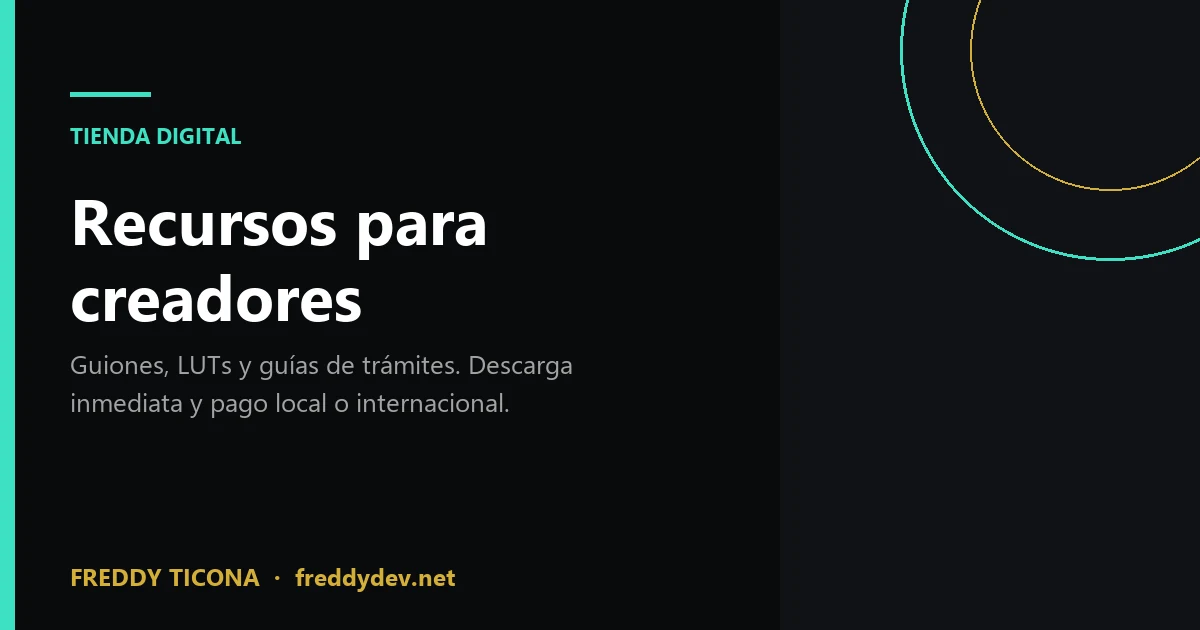 TIENDA DIGITAL
Recursos para
creadores
Guiones, LUTs y guías de trámites. Descarga
inmediata y pago local o internacional.
FREDDY TICONA · freddydev.net